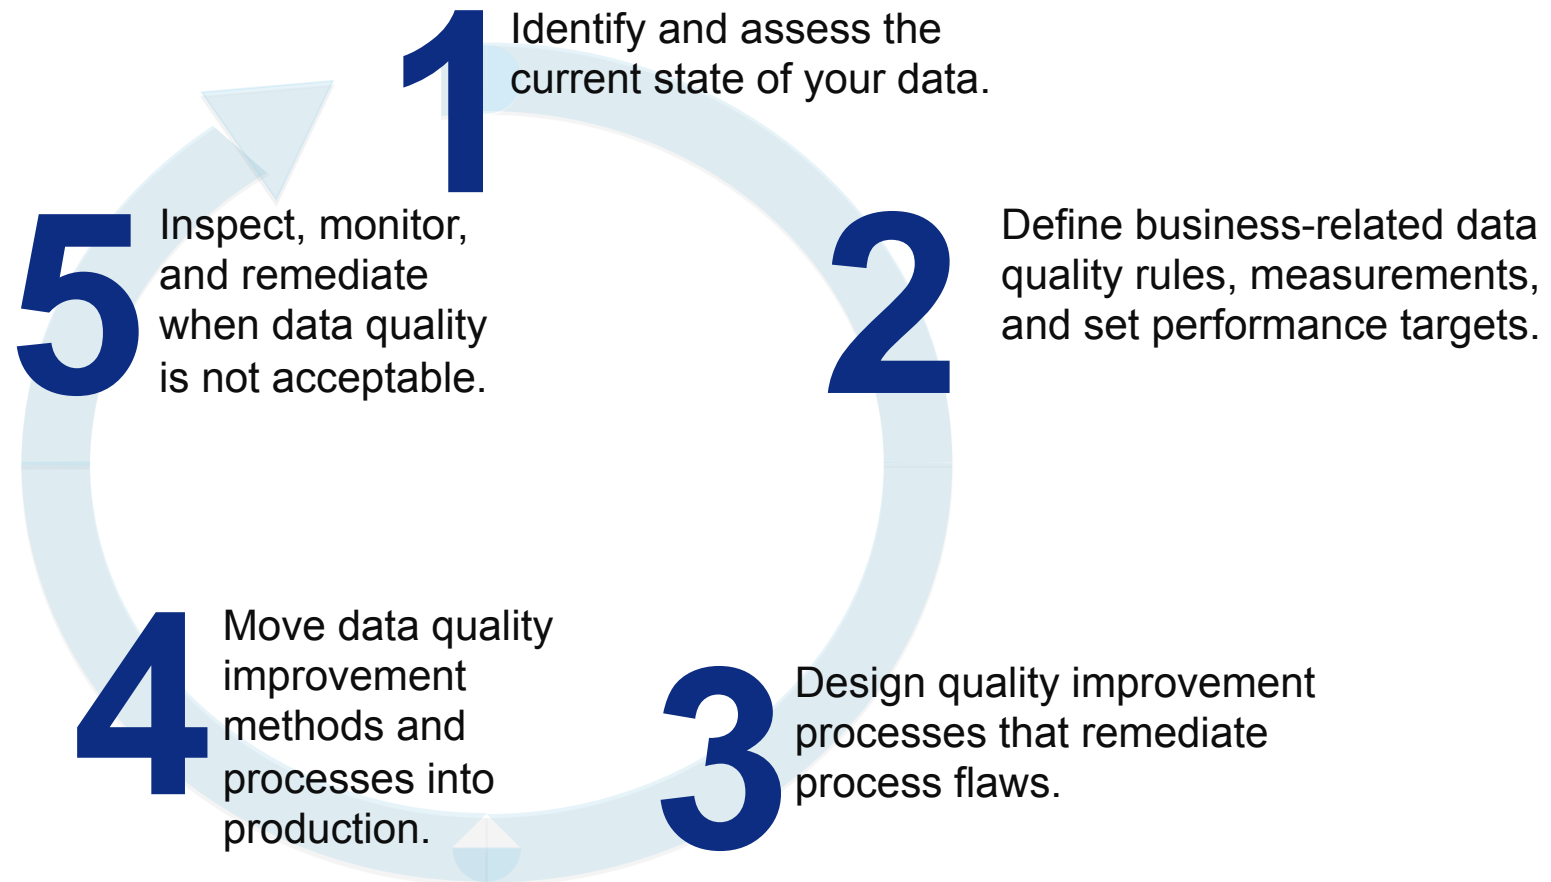 1
Identify and assess the
current state of your data.
2
Define business-related data
quality rules, measurements,
and set performance targets.
3
Design quality improvement
processes that remediate
process flaws.
4
Move data quality
improvement
methods and
processes into
production.
5
Inspect, monitor,
and remediate
when data quality
is not acceptable.